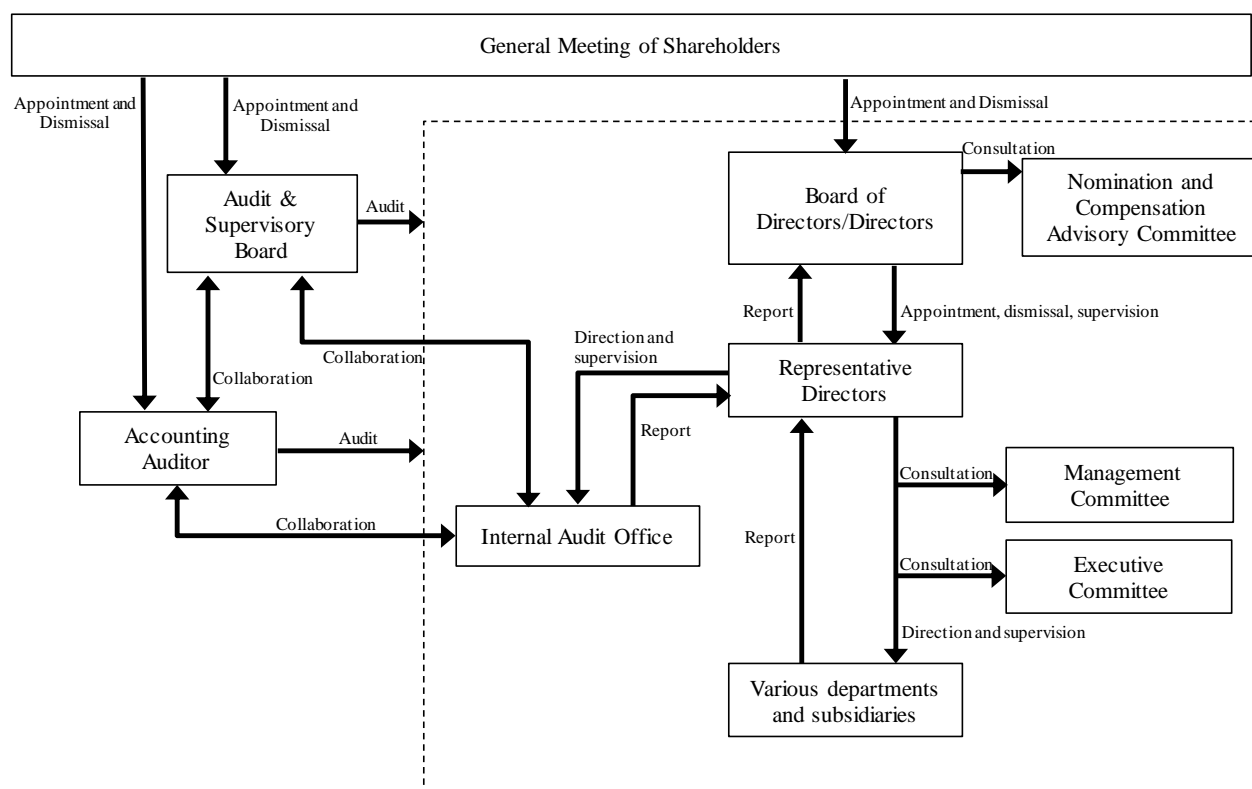 General Meeting of Shareholders
Appointment and
Dismissal
Appointment and
Dismissal
Appointment and Dismissal
Consultation
Audit &
Supervisory
Board
Audit
Board of
Directors/Directors
Nomination and
Compensation
Advisory Committee
Report
Appointment, dismissal, supervision
Direction and
supervision
Collaboration
Collaboration
Representative
Directors
Accounting
Auditor
Audit
Report
Consultation
Management
Committee
Collaboration
Internal Audit Office
Report
Consultation
Executive
Committee
Direction and supervision
Various departments
and subsidiaries